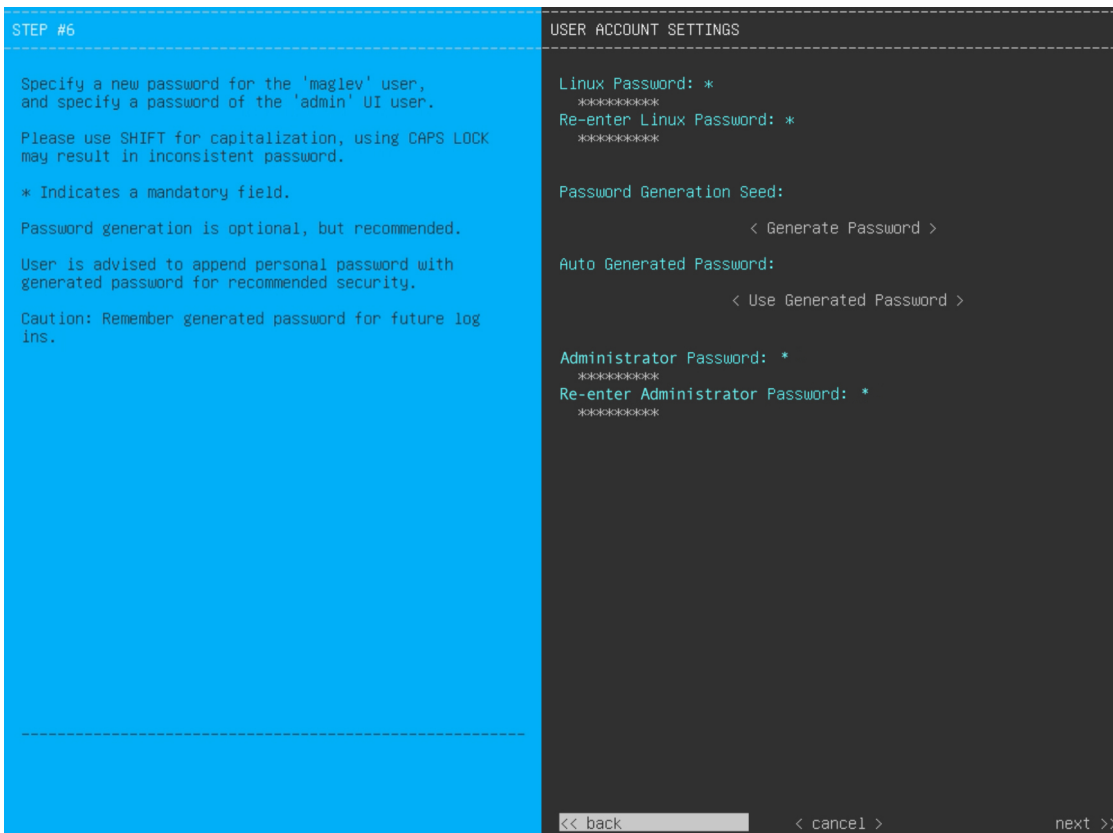 STEP #6
Specify a new password for the 'maglev' user,
and specify a password of the 'admin' UI user.
Please use SHIFT for capitalization, using CAPS LOCK
may result in inconsistent password.
* Indicates a mandatory field.
Password generation is optional, but recommended.
User is advised to append personal password with
generated password for recommended security.
Caution: Remember generated password for future log
ins.
USER ACCOUNT SETTINGS
Linux Password: *
*********
Re-enter Linux Password: *
*********
Password Generation Seed:
< Generate Password >
Auto Generated Password:
< Use Generated Password >
Administrator Password: *
*********
Re-enter Administrator Password: *
*********
<< back < cancel > next >>